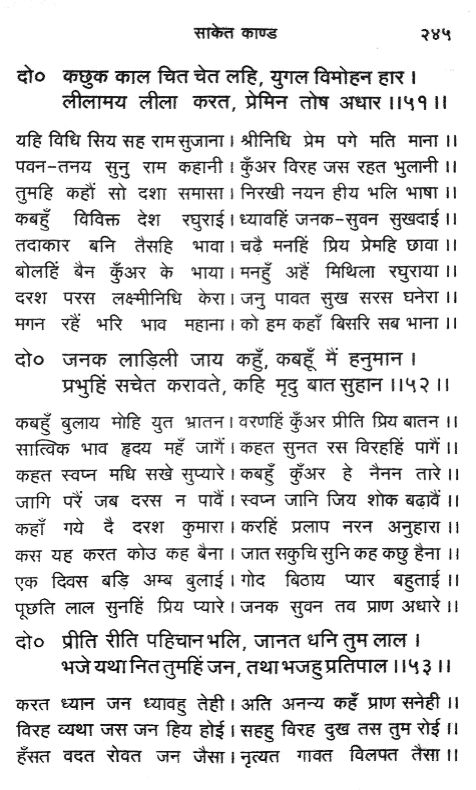 साकेत काण्ड २४५
दो० कछुक काल चित चेत लहि, युगल विमोहन हार ।
लीलामय लीला करत, प्रेमिन तोष अधार ।।५१।।
यहि विधि सिय सह राम सुजाना । श्रीनिधि प्रेम पगे मति माना ।।
पवन-तनय सुनु राम कहानी । कुँअर विरह जस रहत भुलानी ।।
तुमहि कहौं सो दशा समासा । निरखी नयन हीय भलि भाषा ।।
कबहुँ विविक्त देश रघुराई । ध्यावहिं जनक-सुवन सुखदाई ।।
तदाकार बनि तैसहि भावा । चढ़ै मनहिं प्रिय प्रेमहि छावा ।।
बोलहिं बैन कुँअर के भाया । मनहुँ अहैं मिथिला रघुराया ।।
दरश परस लक्ष्मीनिधि केरा । जनु पावत सुख सरस घनेरा ।।
मगन रहैं भरि भाव महाना । को हम कहाँ बिसरि सब भाना ।।
दो० जनक लाड़िली जाय कहुँ, कबहूँ मैं हनुमान ।
प्रभुहिं सचेत करावते, कहि मृदु बात सुहान ।।५२।।
कबहुँ बुलाय मोहि युत भ्रातन । वरणहिं कुँअर प्रीति प्रिय बातन ।।
सात्विक भाव हृदय महँ जागैं । कहत सुनत रस विरहहिं पागैं ।।
कहत स्वप्न मधि सखे सुप्यारे । कबहुँ कुँअर हे नैनन तारे ।।
जागि परैं जब दरस न पावैं । स्वप्न जानि जिय शोक बढ़ावैं ।।
कहाँ गये दै दरश कुमारा । करहिं प्रलाप नरन अनुहारा ।।
कस यह करत कोउ कह बैना । जात सकुचि सुनि कह कछु हैना ।।
एक दिवस बड़ि अम्ब बुलाई । गोद बिठाय प्यार बहुताई ।।
पूछति लाल सुनहिं प्रिय प्यारे । जनक सुवन तव प्राण अधारे ।।
दो० प्रीति रीति पहिचान भलि, जानत धनि तुम लाल ।
भजे यथा नित तुमहिं जन, तथा भजहु प्रतिपाल ।।५३।।
करत ध्यान जन ध्यावहु तेही । अति अनन्य कहँ प्राण सनेही ।।
विरह व्यथा जस जन हिय होई । सहहु विरह दुख तस तुम रोई ।।
हँसत वदत रोवत जन जैसा । नृत्यत गावत विलपत तैसा ।।